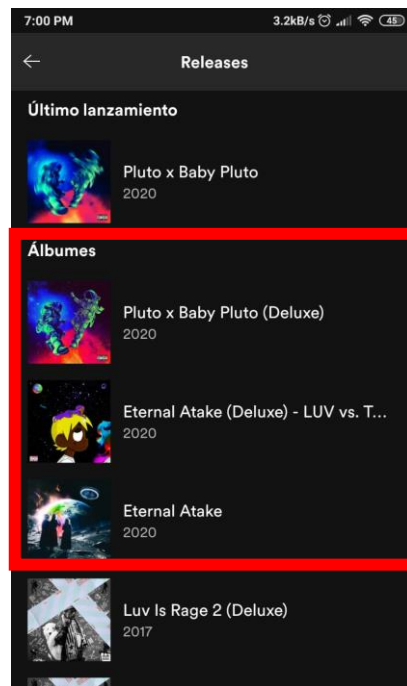 7:00 PM 3.2kB/s 45
Releases
Último lanzamiento
Pluto x Baby Pluto
2020
Álbumes
Pluto x Baby Pluto (Deluxe)
2020
Eternal Atake (Deluxe) - LUV vs. T...
2020
Eternal Atake
2020
Luv Is Rage 2 (Deluxe)
2017